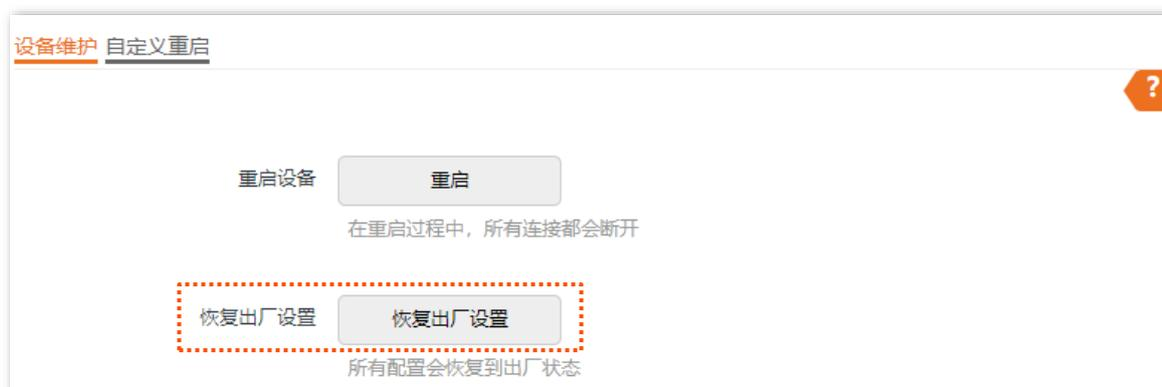 设备维护 自定义重启
?
重启设备 重启
在重启过程中，所有连接都会断开
恢复出厂设置 恢复出厂设置
所有配置会恢复到出厂状态